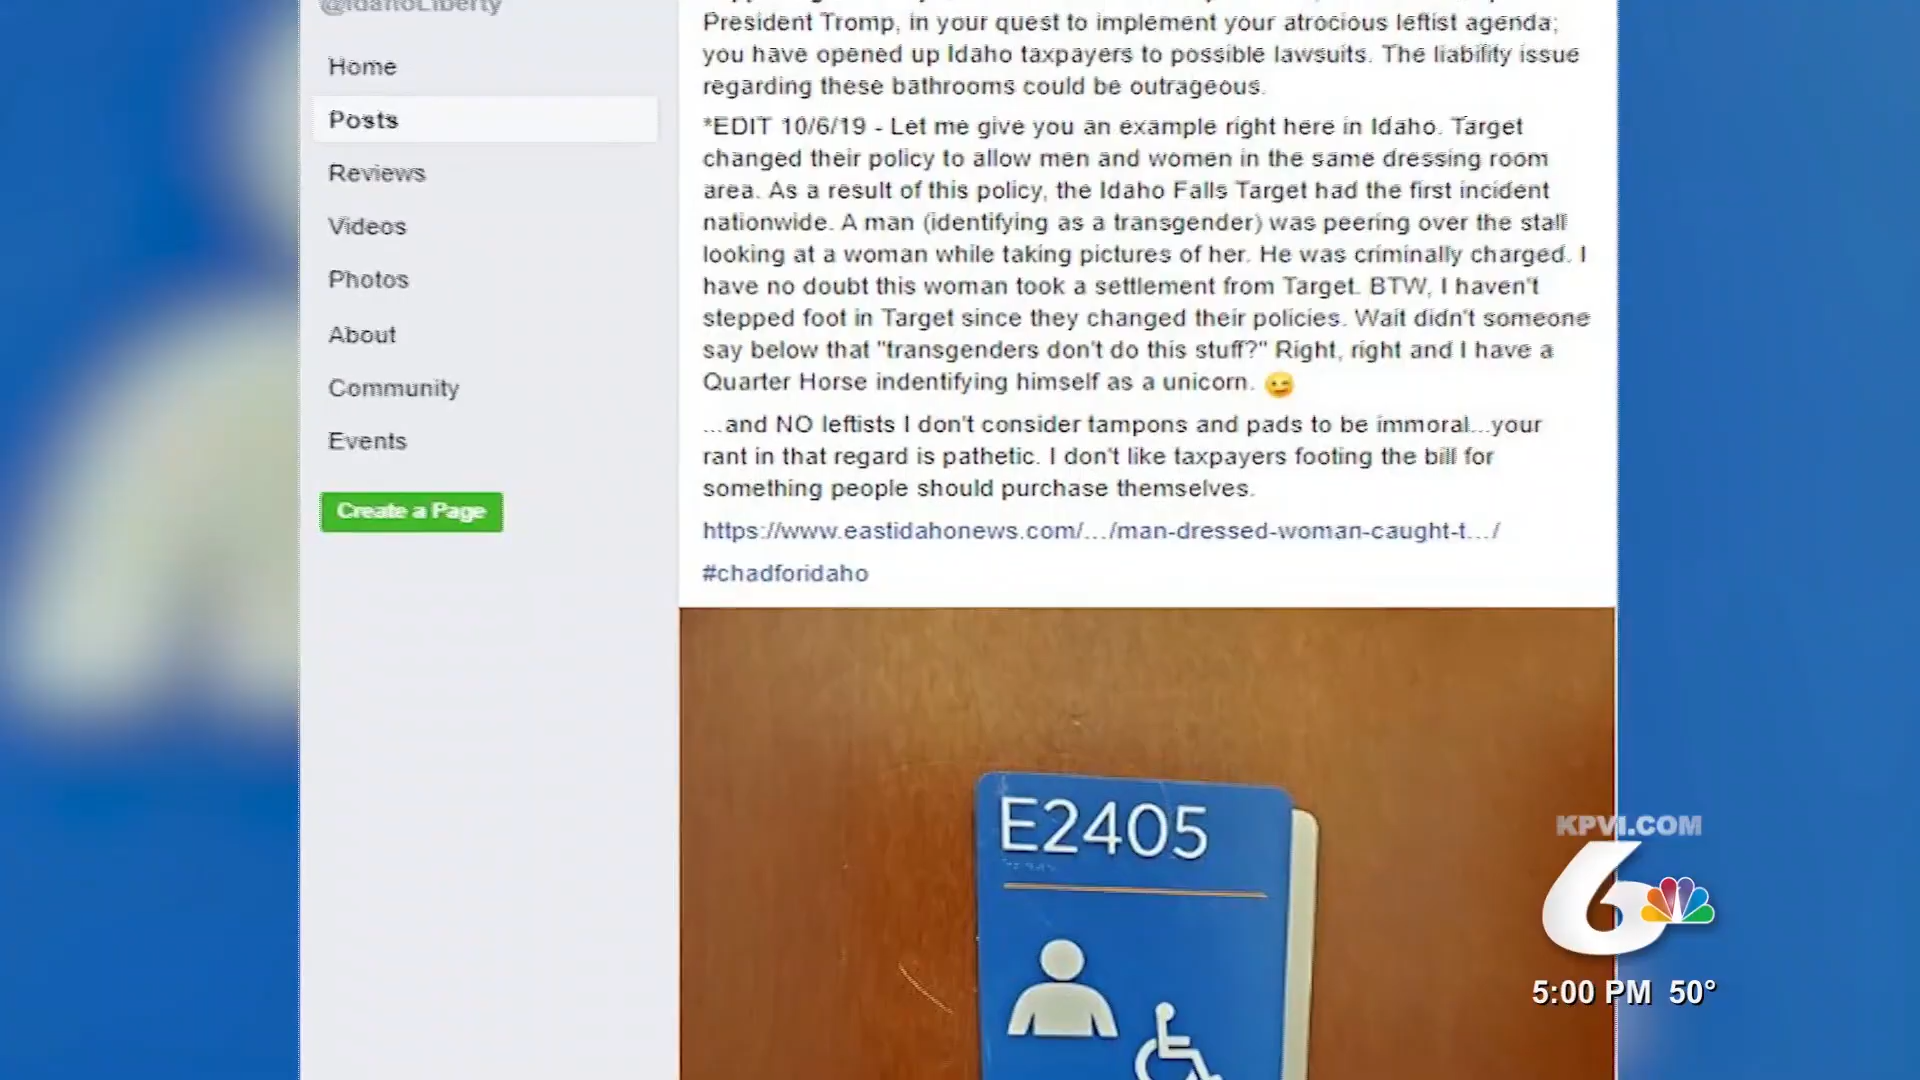 @IdahoLiberty
Home
Posts
Reviews
Videos
Photos
About
Community
Events
Create a Page
President Tromp, in your quest to implement your atrocious leftist agenda;
you have opened up Idaho taxpayers to possible lawsuits. The liability issue
regarding these bathrooms could be outrageous.
*EDIT 10/6/19 - Let me give you an example right here in Idaho. Target
changed their policy to allow men and women in the same dressing room
area. As a result of this policy, the Idaho Falls Target had the first incident
nationwide. A man (identifying as a transgender) was peering over the stall
looking at a woman while taking pictures of her. He was criminally charged. I
have no doubt this woman took a settlement from Target. BTW, I haven't
stepped foot in Target since they changed their policies. Wait didn't someone
say below that "transgenders don't do this stuff?" Right, right and I have a
Quarter Horse indentifying himself as a unicorn.
...and NO leftists I don't consider tampons and pads to be immoral...your
rant in that regard is pathetic. I don't like taxpayers footing the bill for
something people should purchase themselves.
https://www.eastidahonews.com/.../man-dressed-woman-caught-t.../
#chadforidaho
E2405
KPVI.COM
6
5:00 PM 50°